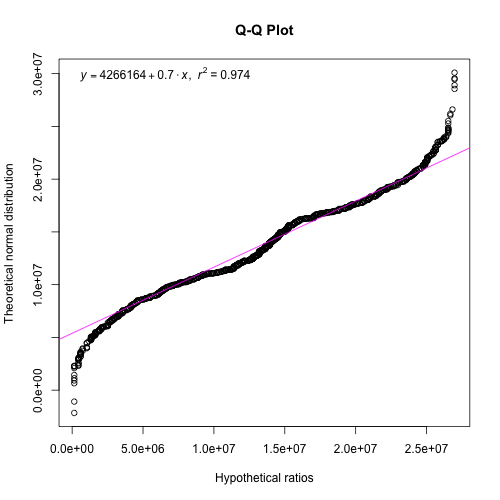 Q-Q Plot
y = 4266164 + 0.7 · x, r² = 0.974
Theoretical normal distribution
3.0e+07
2.0e+07
1.0e+07
0.0e+00
0.0e+00 5.0e+06 1.0e+07 1.5e+07 2.0e+07 2.5e+07
Hypothetical ratios